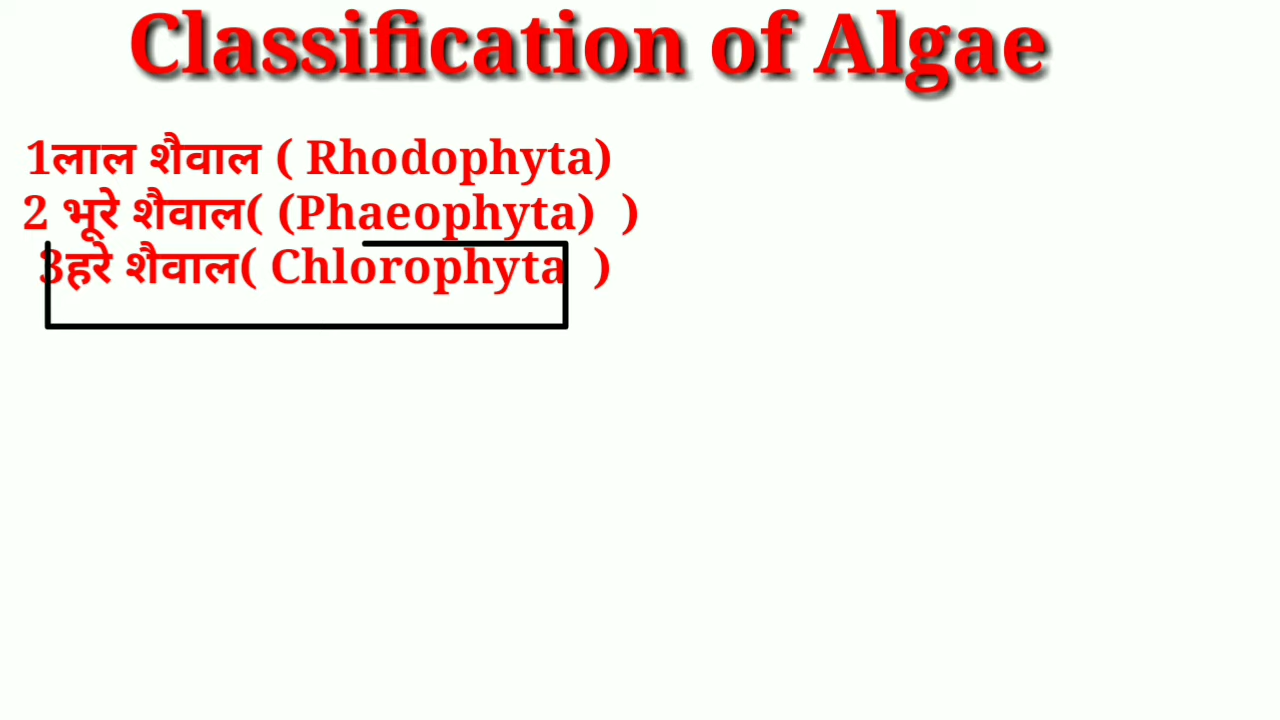 Classification of Algae
1लाल शैवाल ( Rhodophyta)
2 भूरे शैवाल( (Phaeophyta) )
3हरे शैवाल( Chlorophyta )